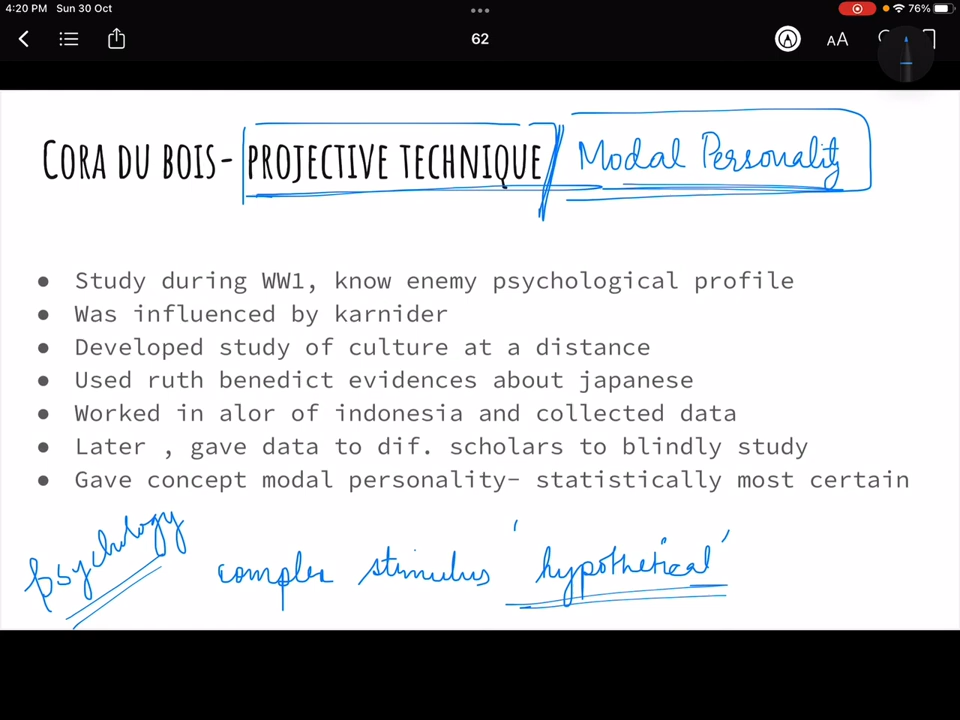 4:20 PM Sun 30 Oct
76%
62
AA
CORA DU BOIS- PROJECTIVE TECHNIQUE Modal Personality
● Study during WW1, know enemy psychological profile
● Was influenced by karnider
● Developed study of culture at a distance
● Used ruth benedict evidences about japanese
● Worked in alor of indonesia and collected data
● Later , gave data to dif. scholars to blindly study
● Gave concept modal personality- statistically most certain
psychology complex stimulus 'hypothetical'